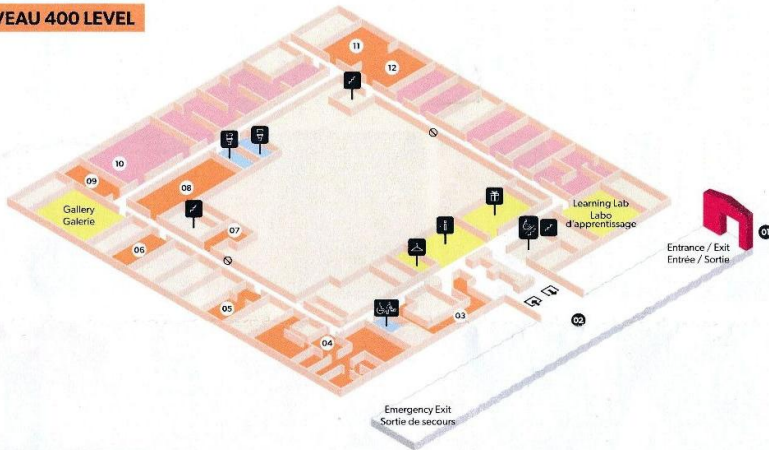 VEAU 400 LEVEL
11
12
10
09
08
Gallery
Galerie
07
06
05
04
03
Learning Lab
Labo
d'apprentissage
Entrance / Exit
Entrée / Sortie
01
02
Emergency Exit
Sortie de secours